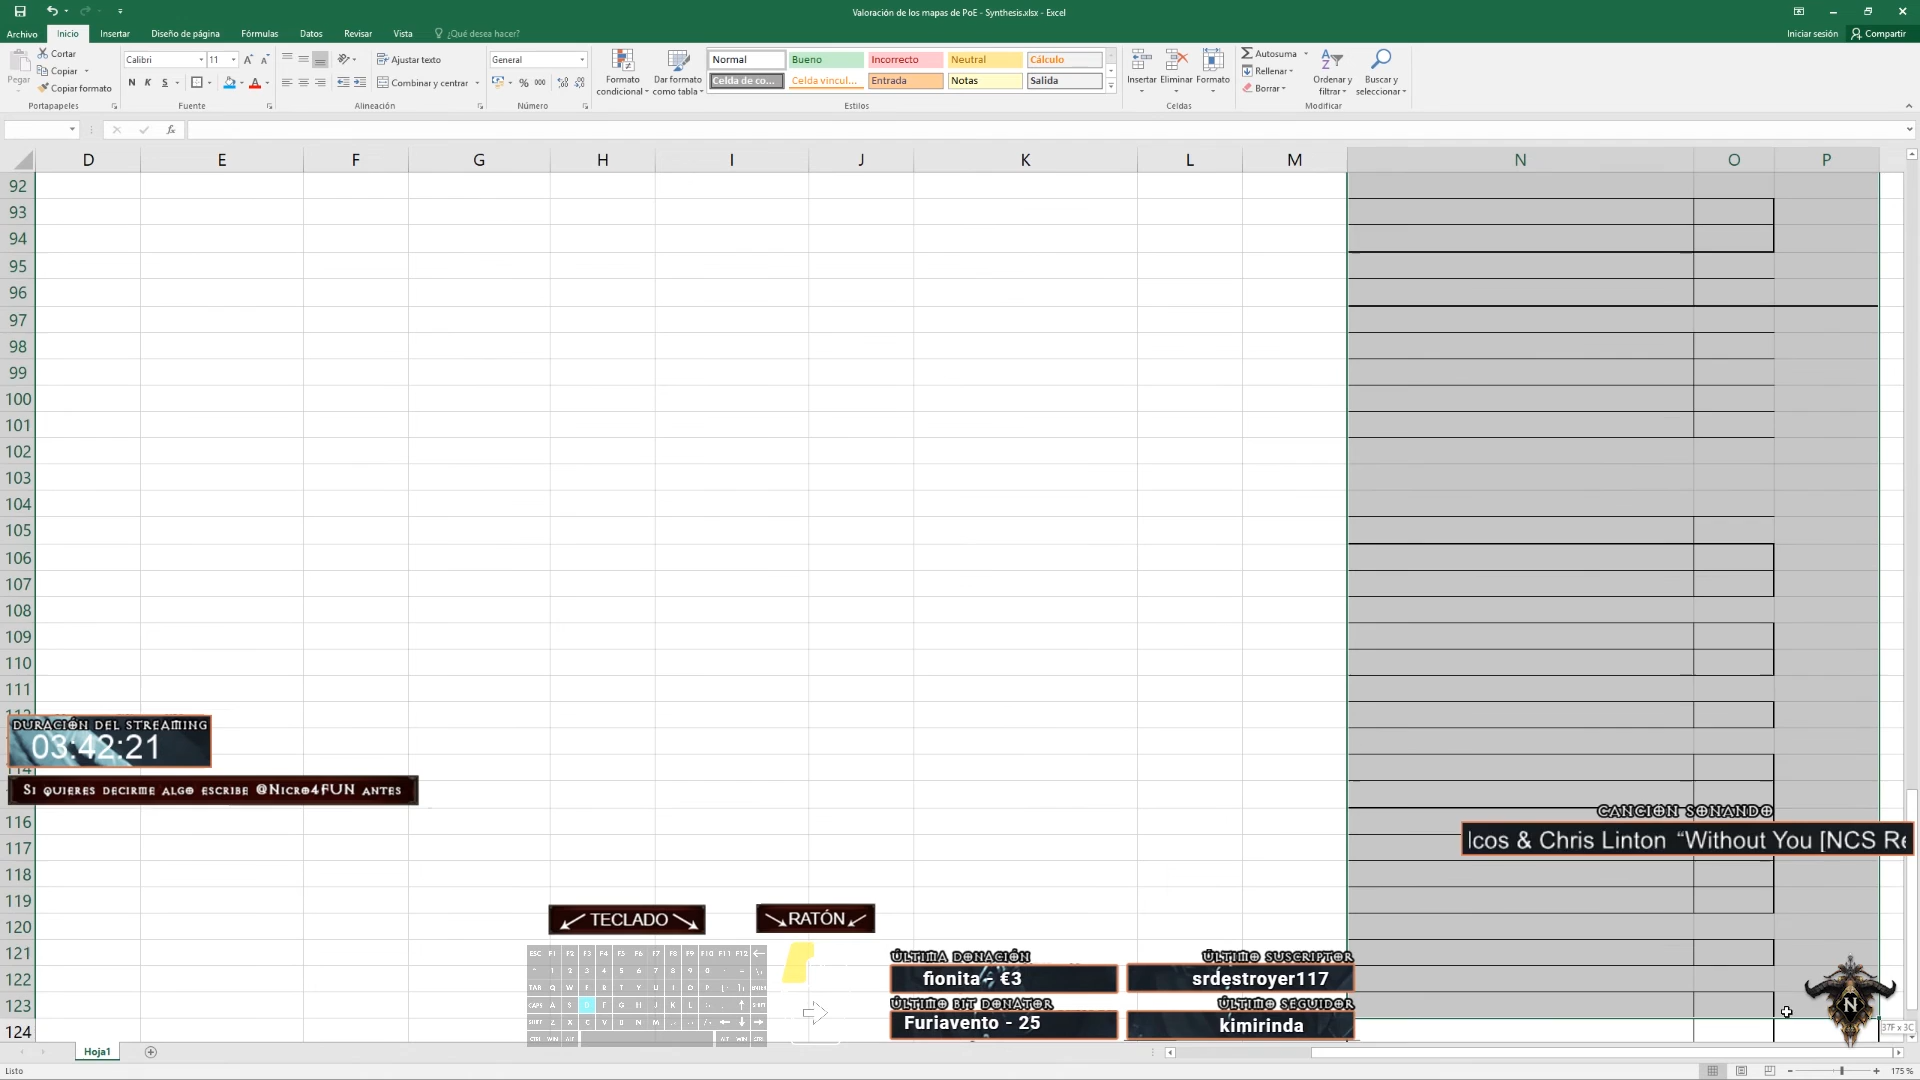 Valoración de los mapas de PoE - Synthesis.xlsx - Excel
Archivo Inicio Insertar Diseño de página Fórmulas Datos Revisar Vista ¿Qué desea hacer? Iniciar sesión Compartir
Pegar
Cortar
Copiar
Copiar formato
Portapapeles
Calibri 11
N K S
Fuente
Ajustar texto
Combinar y centrar
Alineación
General
% 000
Número
Formato condicional
Dar formato como tabla
Normal Bueno Incorrecto Neutral Cálculo
Celda de co... Celda vincul... Entrada Notas Salida
Estilos
Insertar Eliminar Formato
Celdas
Autosuma
Rellenar
Borrar
Ordenar y filtrar
Buscar y seleccionar
Modificar
fx
D E F G H I J K L M N O P
92
93
94
95
96
97
98
99
100
101
102
103
104
105
106
107
108
109
110
111
DURACIÓN DEL STREAMING
03:42:21
SI QUIERES DECIRME ALGO ESCRIBE @NICRO4FUN ANTES
116
117
118
119
120
121
122
123
124
CANCIÓN SONANDO
Icos & Chris Linton “Without You [NCS Re
TECLADO
RATÓN
ÚLTIMA DONACIÓN
fionita - €3
ÚLTIMO SUSCRIPTOR
srdestroyer117
ÚLTIMO BIT DONATOR
Furiavento - 25
ÚLTIMO SEGUIDOR
kimirinda
N
37F x 3C
Hoja1
Listo
175 %